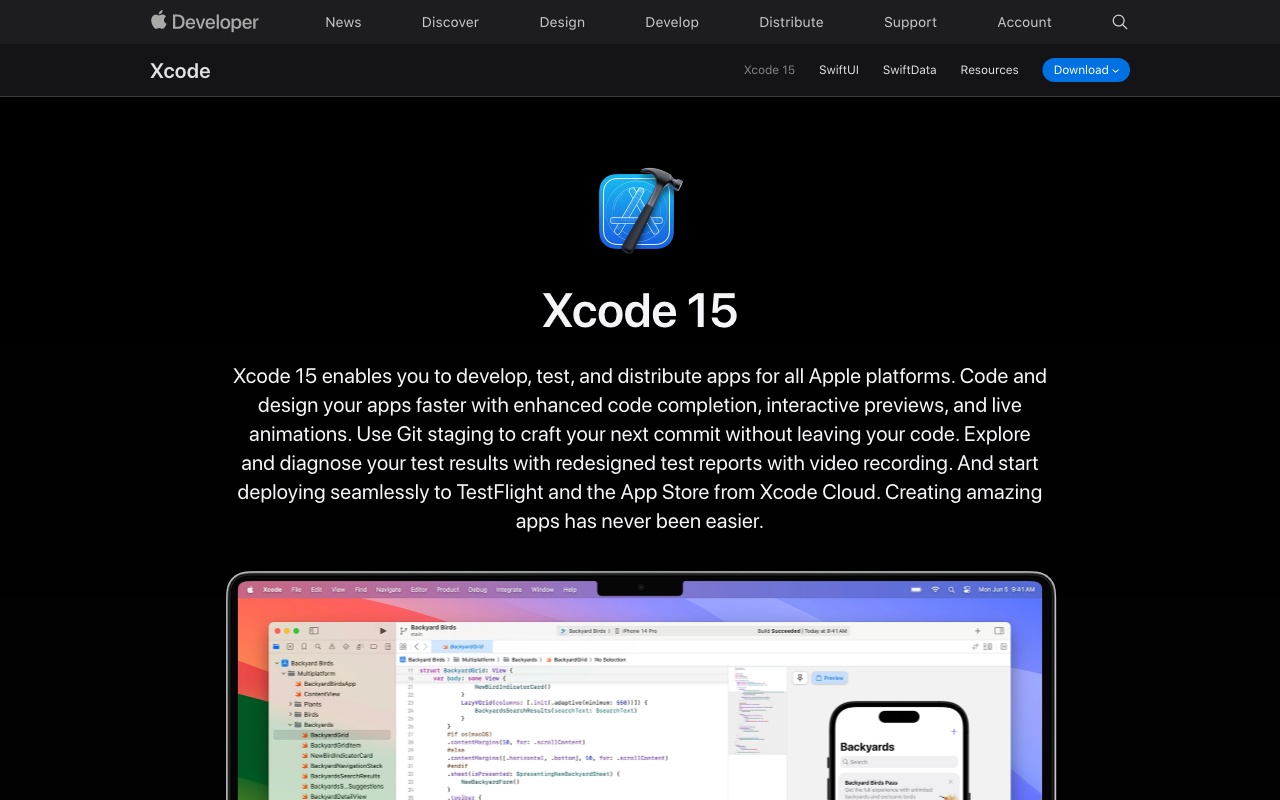 Developer
News
Discover
Design
Develop
Distribute
Support
Account
Xcode
Xcode 15
SwiftUI
SwiftData
Resources
Download
Xcode 15
Xcode 15 enables you to develop, test, and distribute apps for all Apple platforms. Code and
design your apps faster with enhanced code completion, interactive previews, and live
animations. Use Git staging to craft your next commit without leaving your code. Explore
and diagnose your test results with redesigned test reports with video recording. And start
deploying seamlessly to TestFlight and the App Store from Xcode Cloud. Creating amazing
apps has never been easier.
Xcode File Edit View Find Navigate Editor Product Debug Integrate Window Help
Mon Jun 5 9:41 AM
Backyard Birds
main
Backyard Birds
iPhone 14 Pro
Build Succeeded | Today at 9:41 AM
BackyardGrid
Backyard Birds
Multiplatform
Backyards
BackyardGrid
No Selection
Backyard Birds
Multiplatform
BackyardBirdsApp
ContentView
Plants
Birds
Backyards
BackyardGrid
BackyardGridItem
NewBirdIndicatorCard
BackyardNavigationStack
BackyardsSearchResults
BackyardsS...Suggestions
BackyardDetailView
struct BackyardGrid: View {
var body: some View {
NewBirdIndicatorCard()
}
LazyVGrid(columns: [.init(.adaptive(minimum: 550))]) {
BackyardsSearchResults(searchText: $searchText)
}
}
#if os(macOS)
.contentMargins(10, for: .scrollContent)
#else
.contentMargins([.horizontal, .bottom], 10, for: .scrollContent)
#endif
.sheet(isPresented: $presentingNewBackyardSheet) {
NewBackyardForm()
}
.toolbar {
Preview
Backyards
Search
Backyard Birds Pass
Get the full experience with unlimited
backyards and exclusive birds